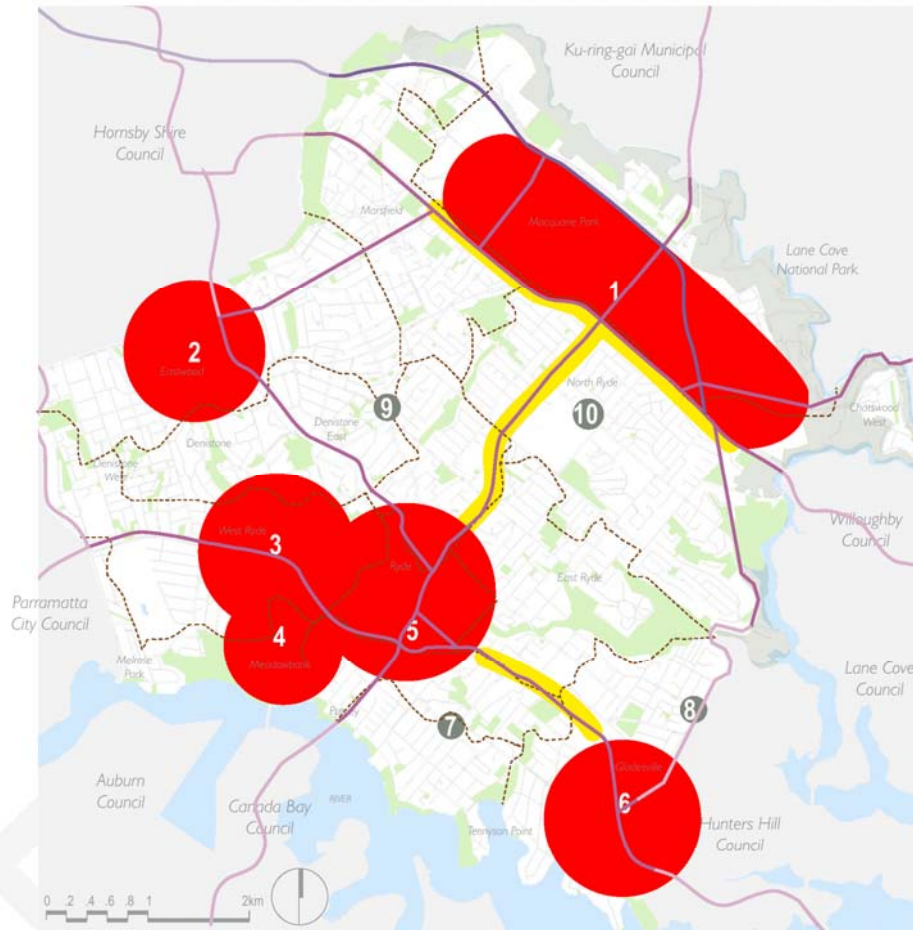 Ku-ring-gai Municipal
Council
Hornsby Shire
Council
Marsfield
Macquarie Park
Lane Cove
National Park
1
2
Eastwood
North Ryde
Chatswood
West
9
10
Denistone
East
Denistone
Denistone
West
Willoughby
Council
West Ryde
3
Ryde
East Ryde
Parramatta
City Council
4
5
Meadowbank
Melrose
Park
Lane Cove
Council
Putney
7
8
Gladesville
Auburn
Council
Canada Bay
Council
RIVER
Tennyson Point
6
Hunters Hill
Council
0 .2 .4 .6 .8 1 2km